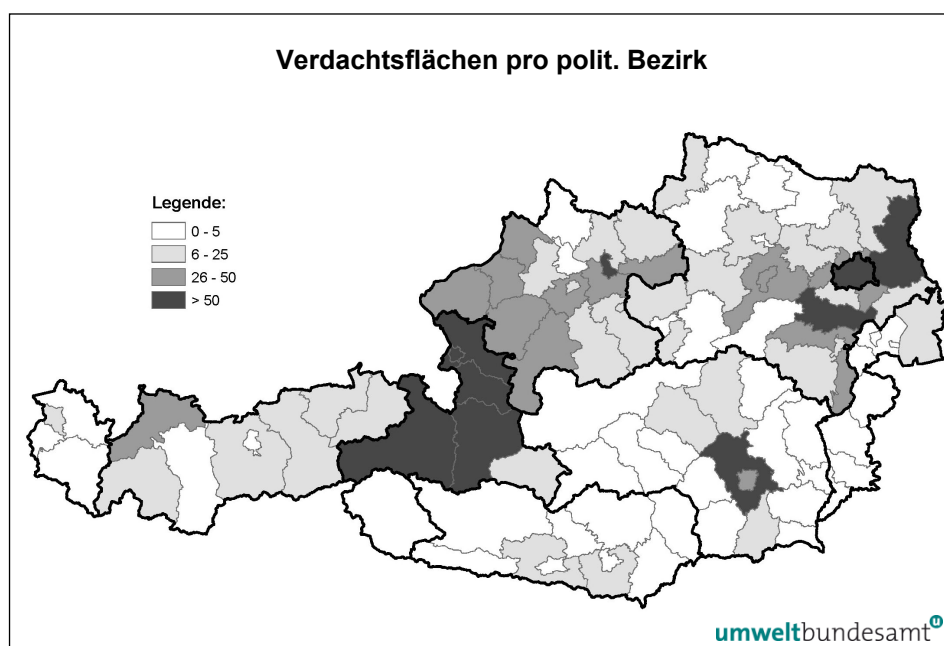 Verdachtsflächen pro polit. Bezirk
Legende:
0 - 5
6 - 25
26 - 50
> 50
umweltbundesamt u